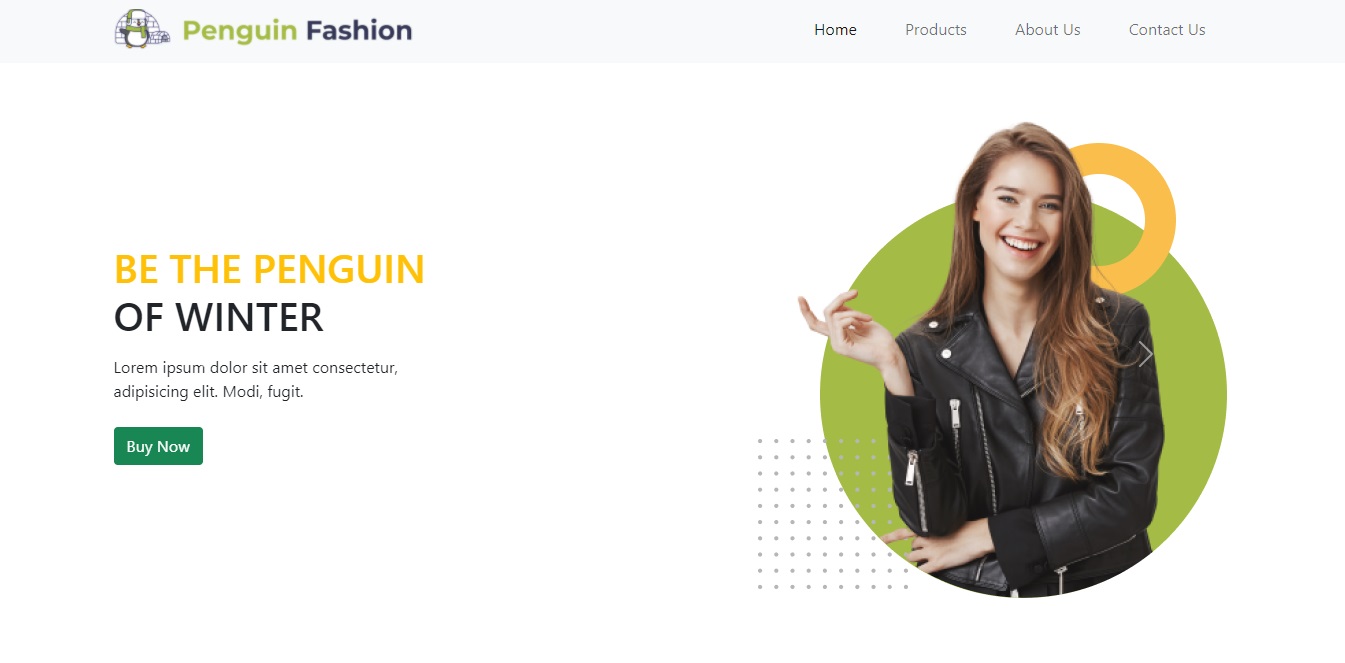 Penguin Fashion
Home
Products
About Us
Contact Us
BE THE PENGUIN
OF WINTER
Lorem ipsum dolor sit amet consectetur,
adipisicing elit. Modi, fugit.
Buy Now